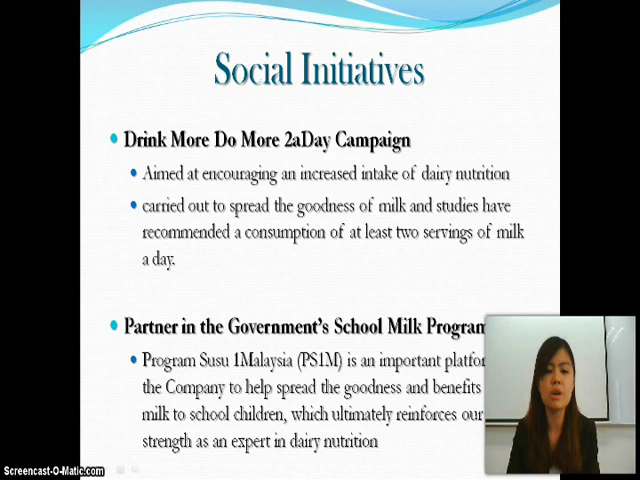 Social Initiatives
Drink More Do More 2aDay Campaign
Aimed at encouraging an increased intake of dairy nutrition
carried out to spread the goodness of milk and studies have
recommended a consumption of at least two servings of milk
a day.
Partner in the Government's School Milk Program
Program Susu 1Malaysia (PS1M) is an important
the Company to help spread the goodness and benefits
milk to school children, which ultimately reinforces our
strength as an expert in dairy nutrition
Screencast-O-Matic.com